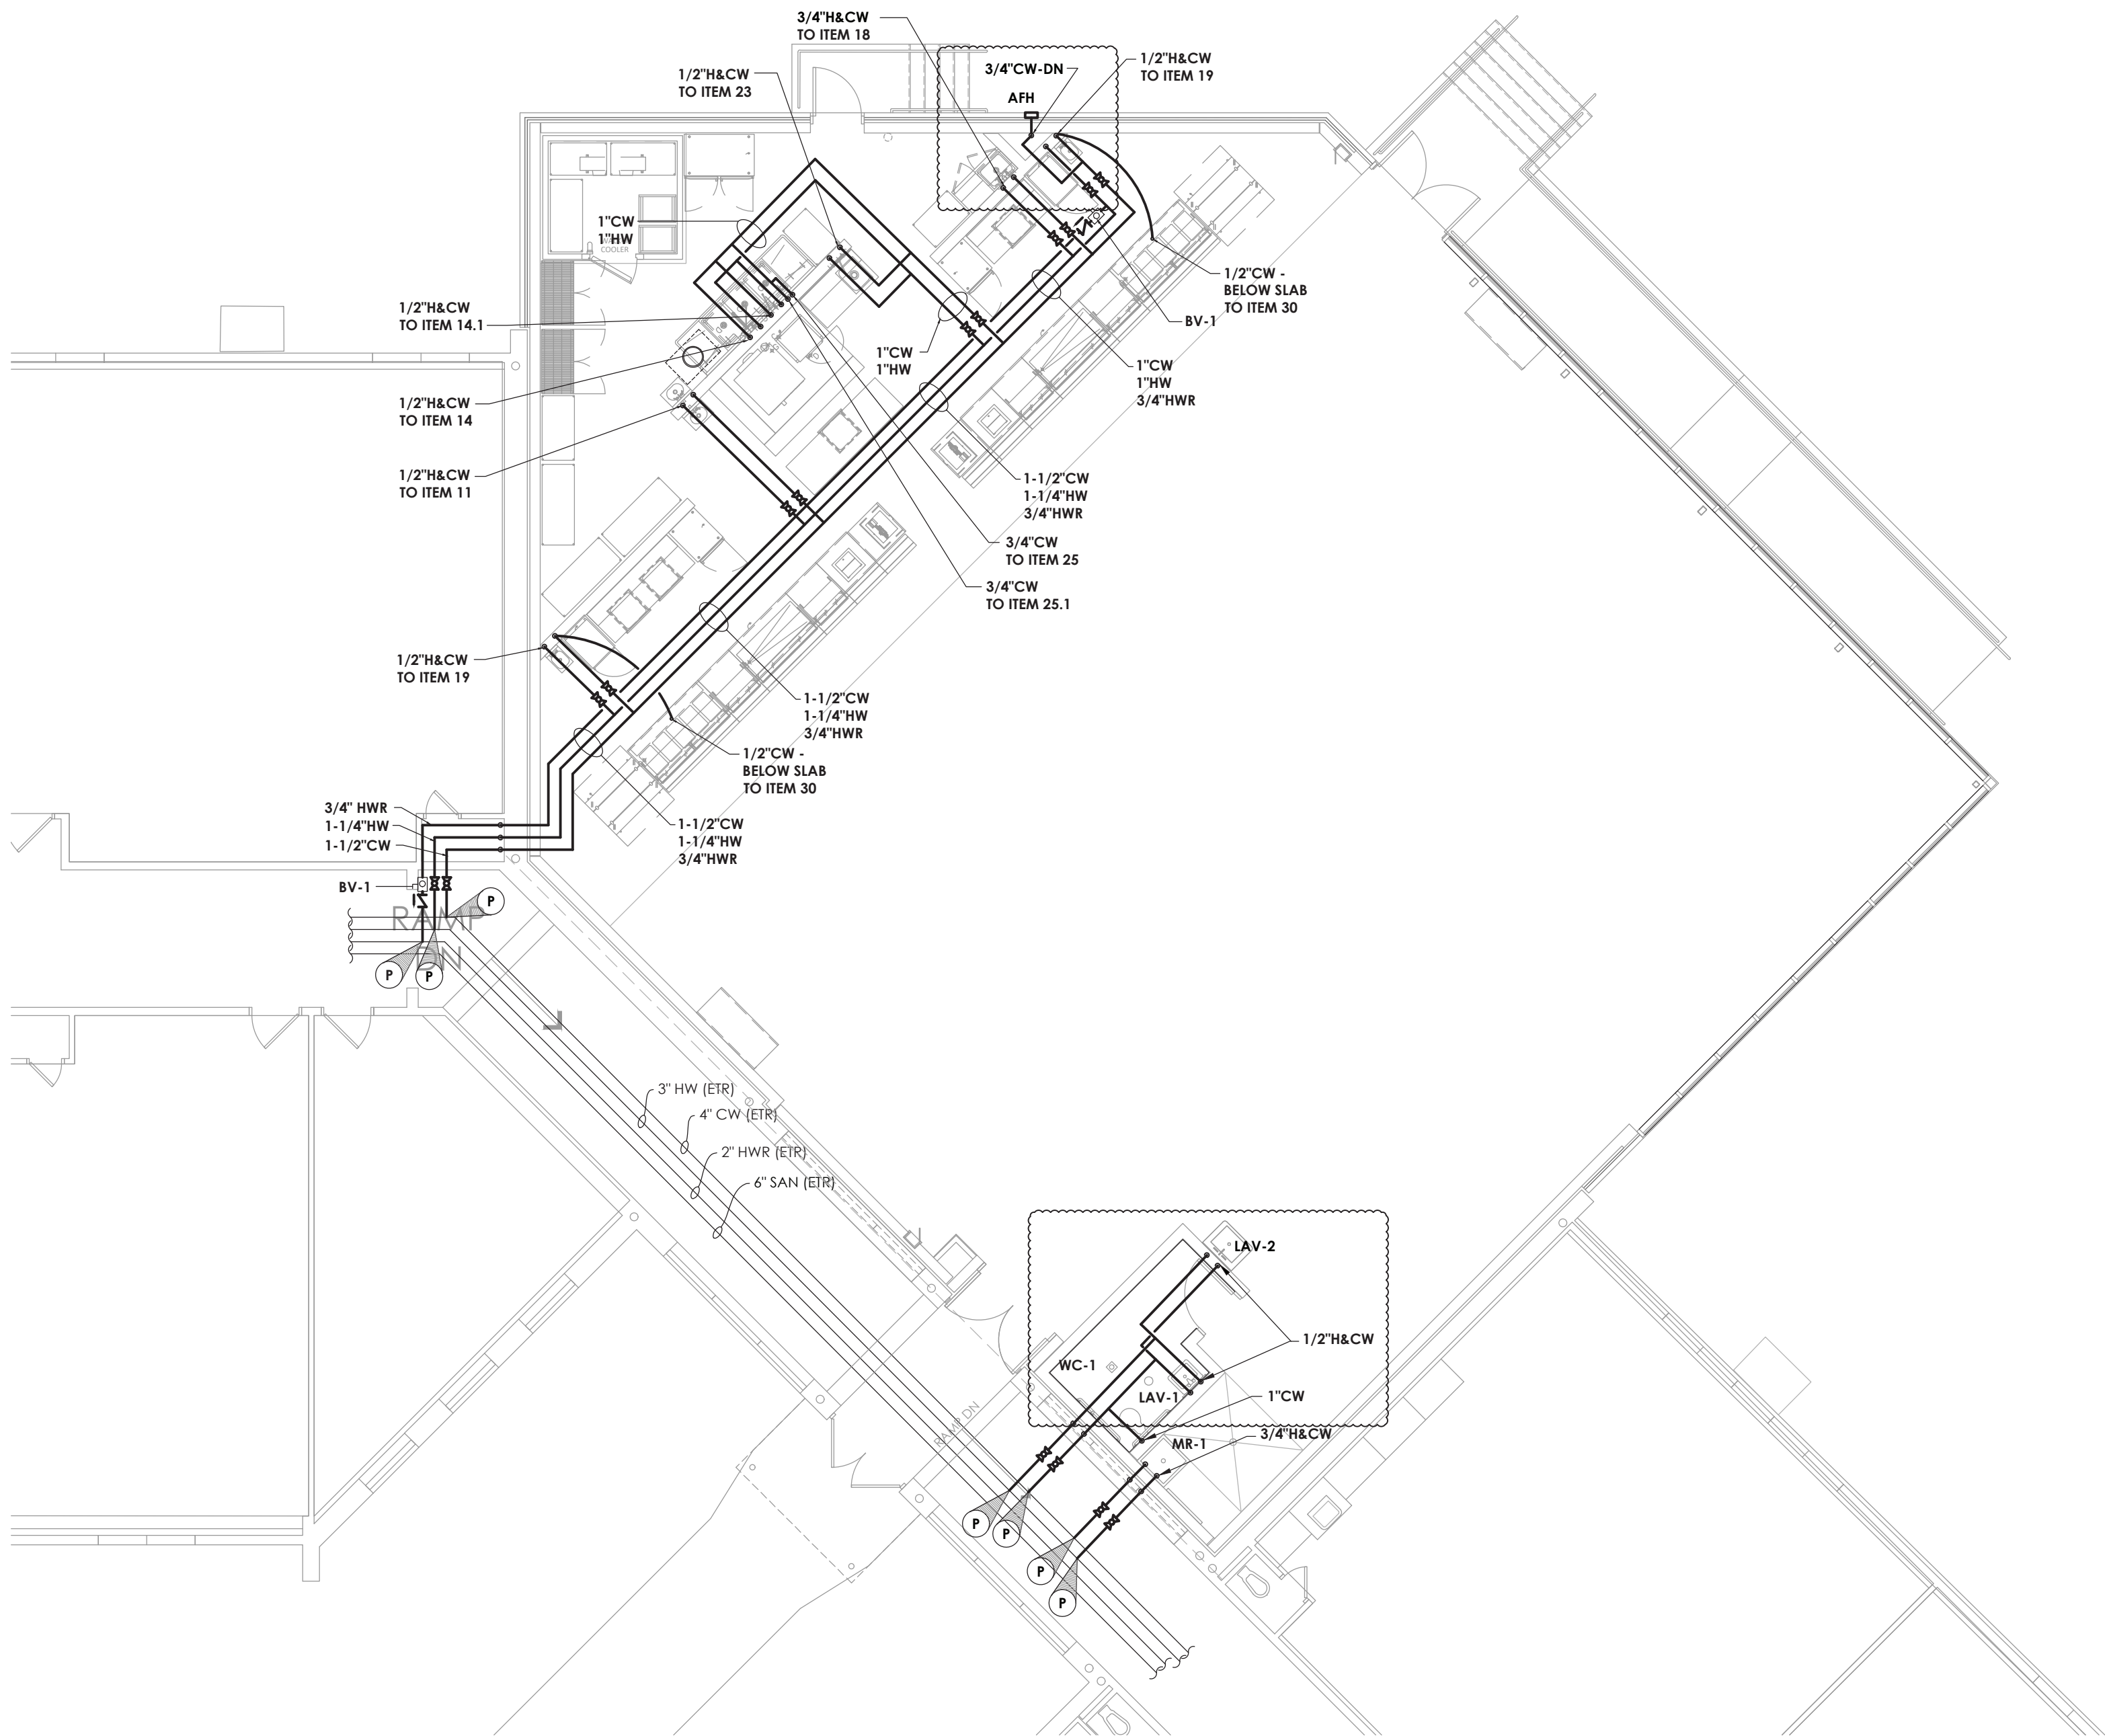 3/4"H&CW
TO ITEM 18
1/2"H&CW
TO ITEM 23
3/4"CW-DN
AFH
1/2"H&CW
TO ITEM 19
1"CW
1"HW
COOLER
1/2"H&CW
TO ITEM 14.1
1/2"CW -
BELOW SLAB
TO ITEM 30
BV-1
1"CW
1"HW
1"CW
1"HW
3/4"HWR
1/2"H&CW
TO ITEM 14
1/2"H&CW
TO ITEM 11
1-1/2"CW
1-1/4"HW
3/4"HWR
3/4"CW
TO ITEM 25
3/4"CW
TO ITEM 25.1
1/2"H&CW
TO ITEM 19
1-1/2"CW
1-1/4"HW
3/4"HWR
1/2"CW -
BELOW SLAB
TO ITEM 30
3/4" HWR
1-1/4"HW
1-1/2"CW
1-1/2"CW
1-1/4"HW
3/4"HWR
BV-1
P
RAMP
DN
P
P
3" HW (ETR)
4" CW (ETR)
2" HWR (ETR)
6" SAN (ETR)
LAV-2
1/2"H&CW
WC-1
LAV-1
1"CW
RAMP DN
MR-1
3/4"H&CW
P
P
P
P